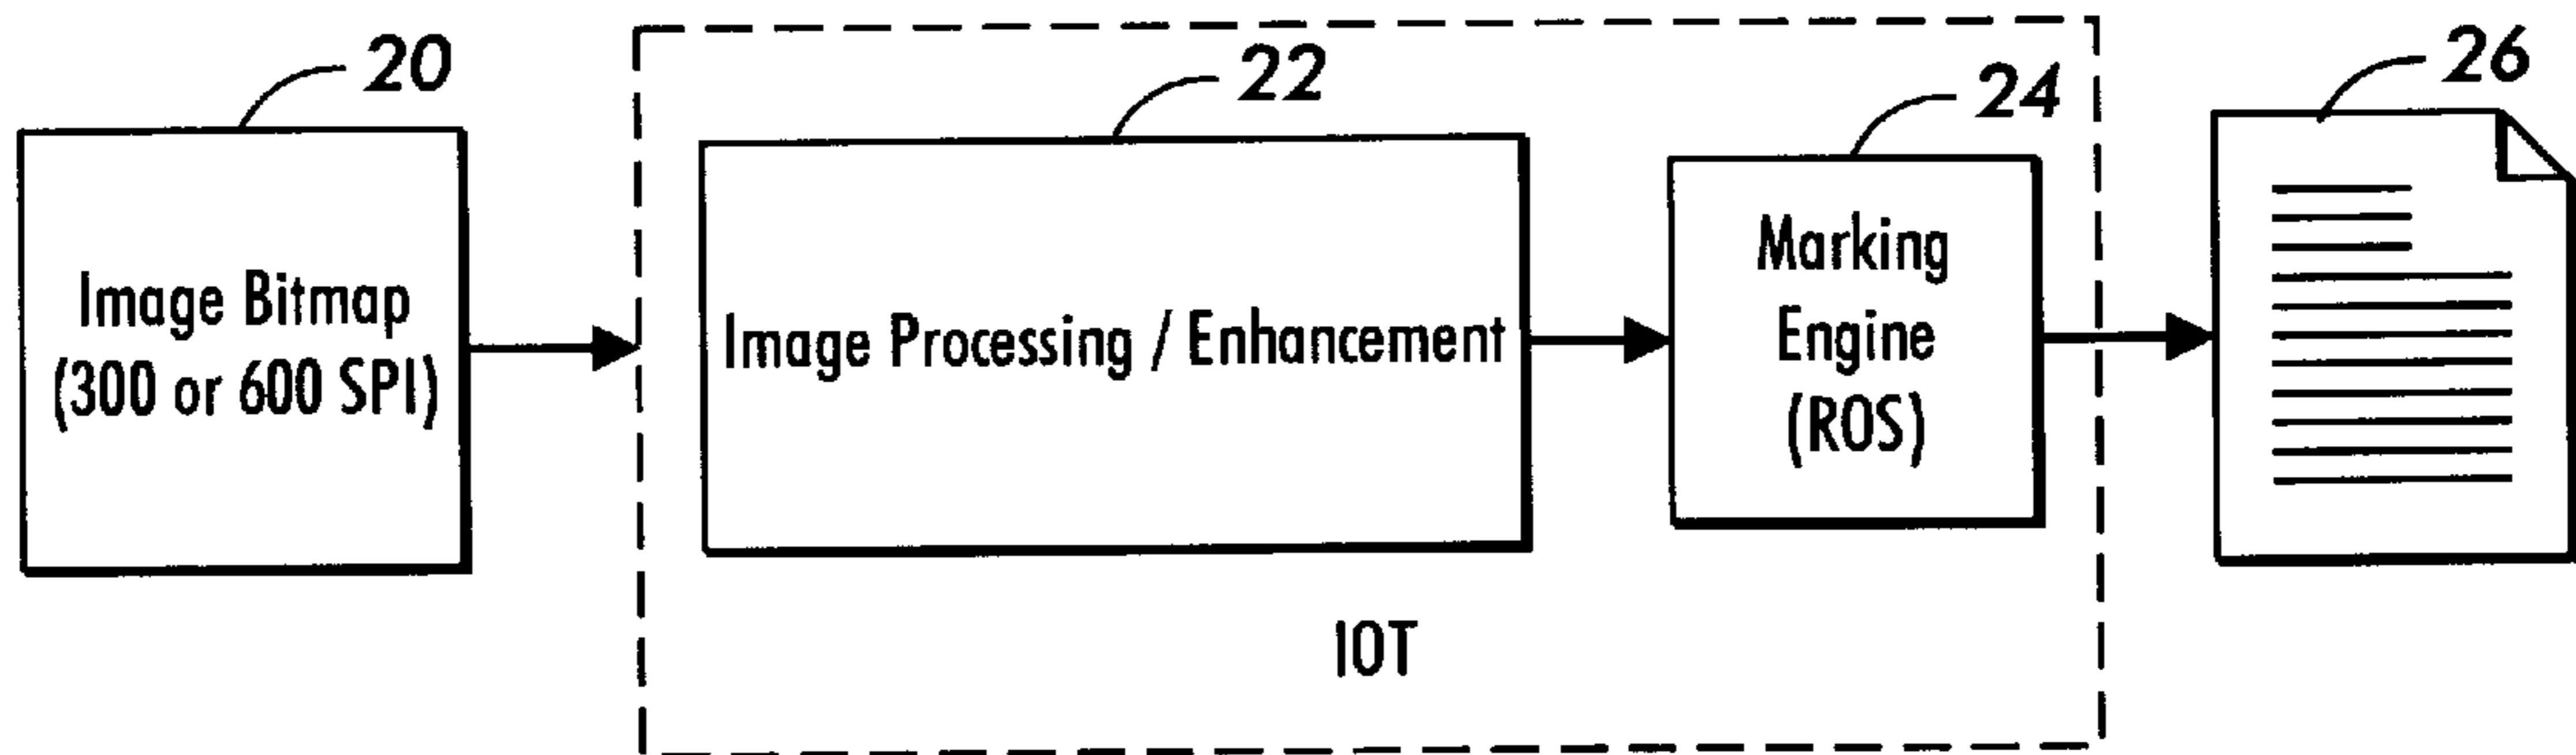 20
22
24
26
Image Bitmap
(300 or 600 SPI)
Image Processing / Enhancement
Marking
Engine
(ROS)
IOT